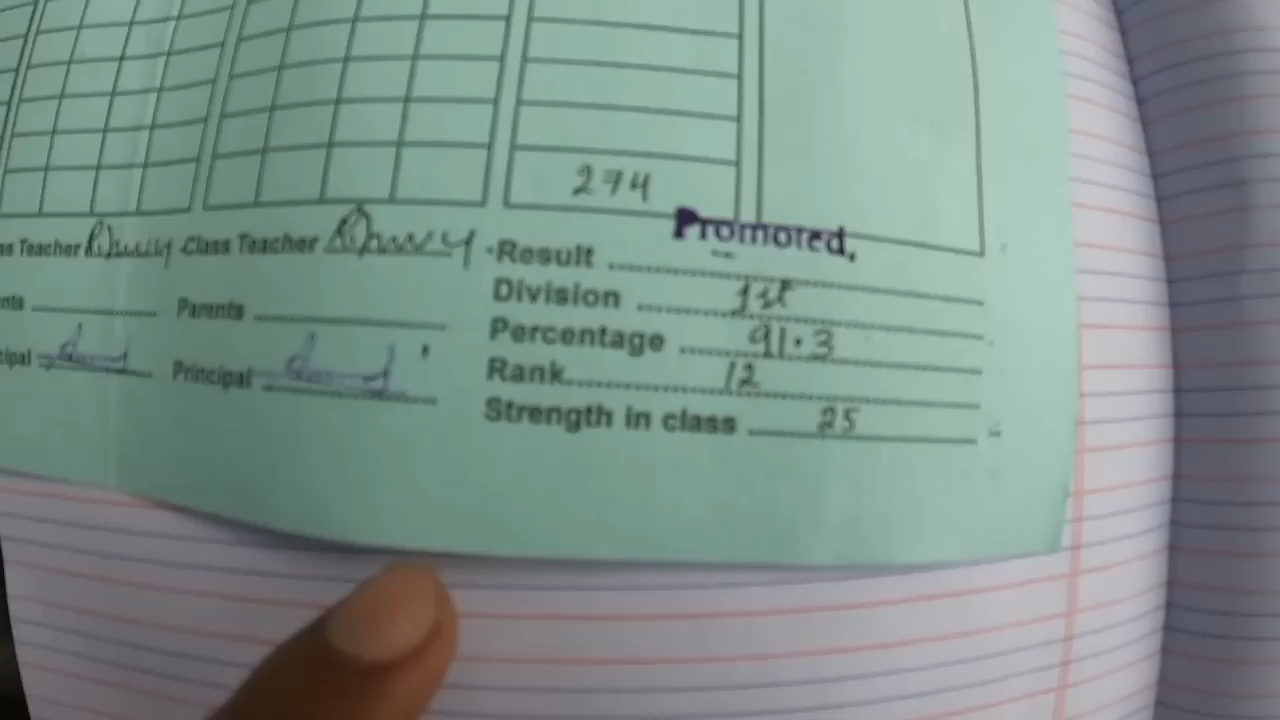 274
Promoted.
ss Teacher Class Teacher Result
Division 1st
nts Parents Percentage 91.3
cipal Principal Rank 12
Strength in class 25